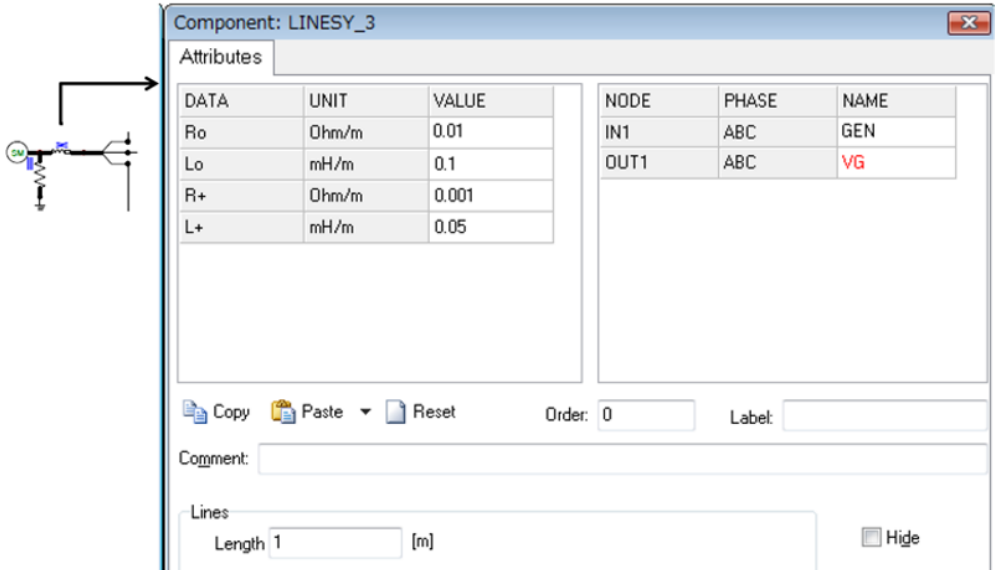 Component: LINESY_3
Attributes
DATA UNIT VALUE
Ro Ohm/m 0.01
Lo mH/m 0.1
R+ Ohm/m 0.001
L+ mH/m 0.05
NODE PHASE NAME
IN1 ABC GEN
OUT1 ABC VG
SM
Copy Paste Reset Order: 0 Label:
Comment:
Lines
Length 1 [m]
Hide